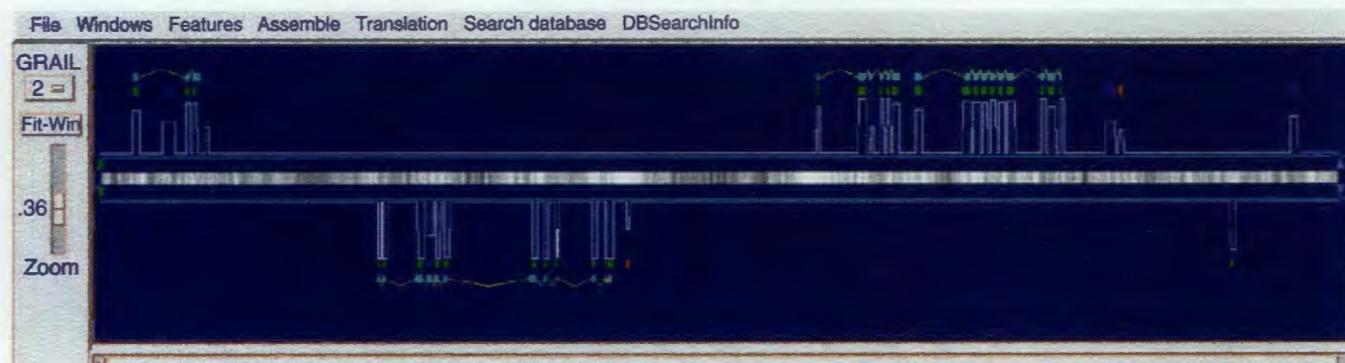 File Windows Features Assemble Translation Search database DBSearchInfo
GRAIL
2
Fit-Win
.36
Zoom